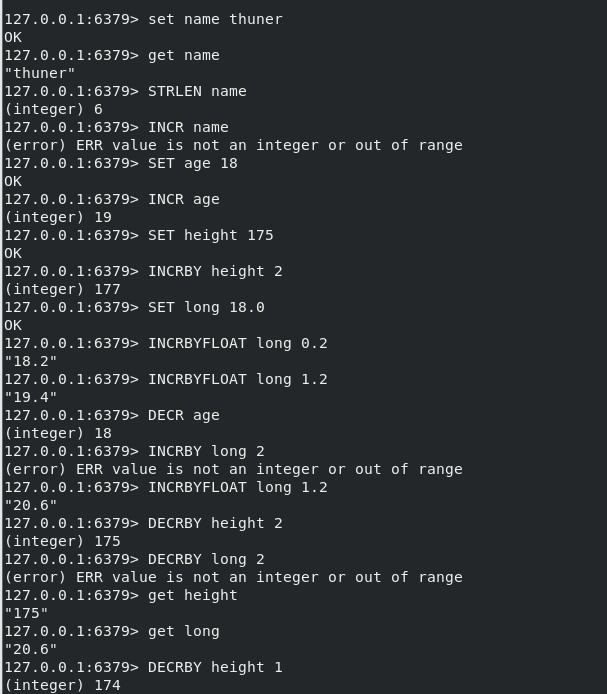 127.0.0.1:6379> set name thuner
OK
127.0.0.1:6379> get name
"thuner"
127.0.0.1:6379> STRLEN name
(integer) 6
127.0.0.1:6379> INCR name
(error) ERR value is not an integer or out of range
127.0.0.1:6379> SET age 18
OK
127.0.0.1:6379> INCR age
(integer) 19
127.0.0.1:6379> SET height 175
OK
127.0.0.1:6379> INCRBY height 2
(integer) 177
127.0.0.1:6379> SET long 18.0
OK
127.0.0.1:6379> INCRBYFLOAT long 0.2
"18.2"
127.0.0.1:6379> INCRBYFLOAT long 1.2
"19.4"
127.0.0.1:6379> DECR age
(integer) 18
127.0.0.1:6379> INCRBY long 2
(error) ERR value is not an integer or out of range
127.0.0.1:6379> INCRBYFLOAT long 1.2
"20.6"
127.0.0.1:6379> DECRBY height 2
(integer) 175
127.0.0.1:6379> DECRBY long 2
(error) ERR value is not an integer or out of range
127.0.0.1:6379> get height
"175"
127.0.0.1:6379> get long
"20.6"
127.0.0.1:6379> DECRBY height 1
(integer) 174